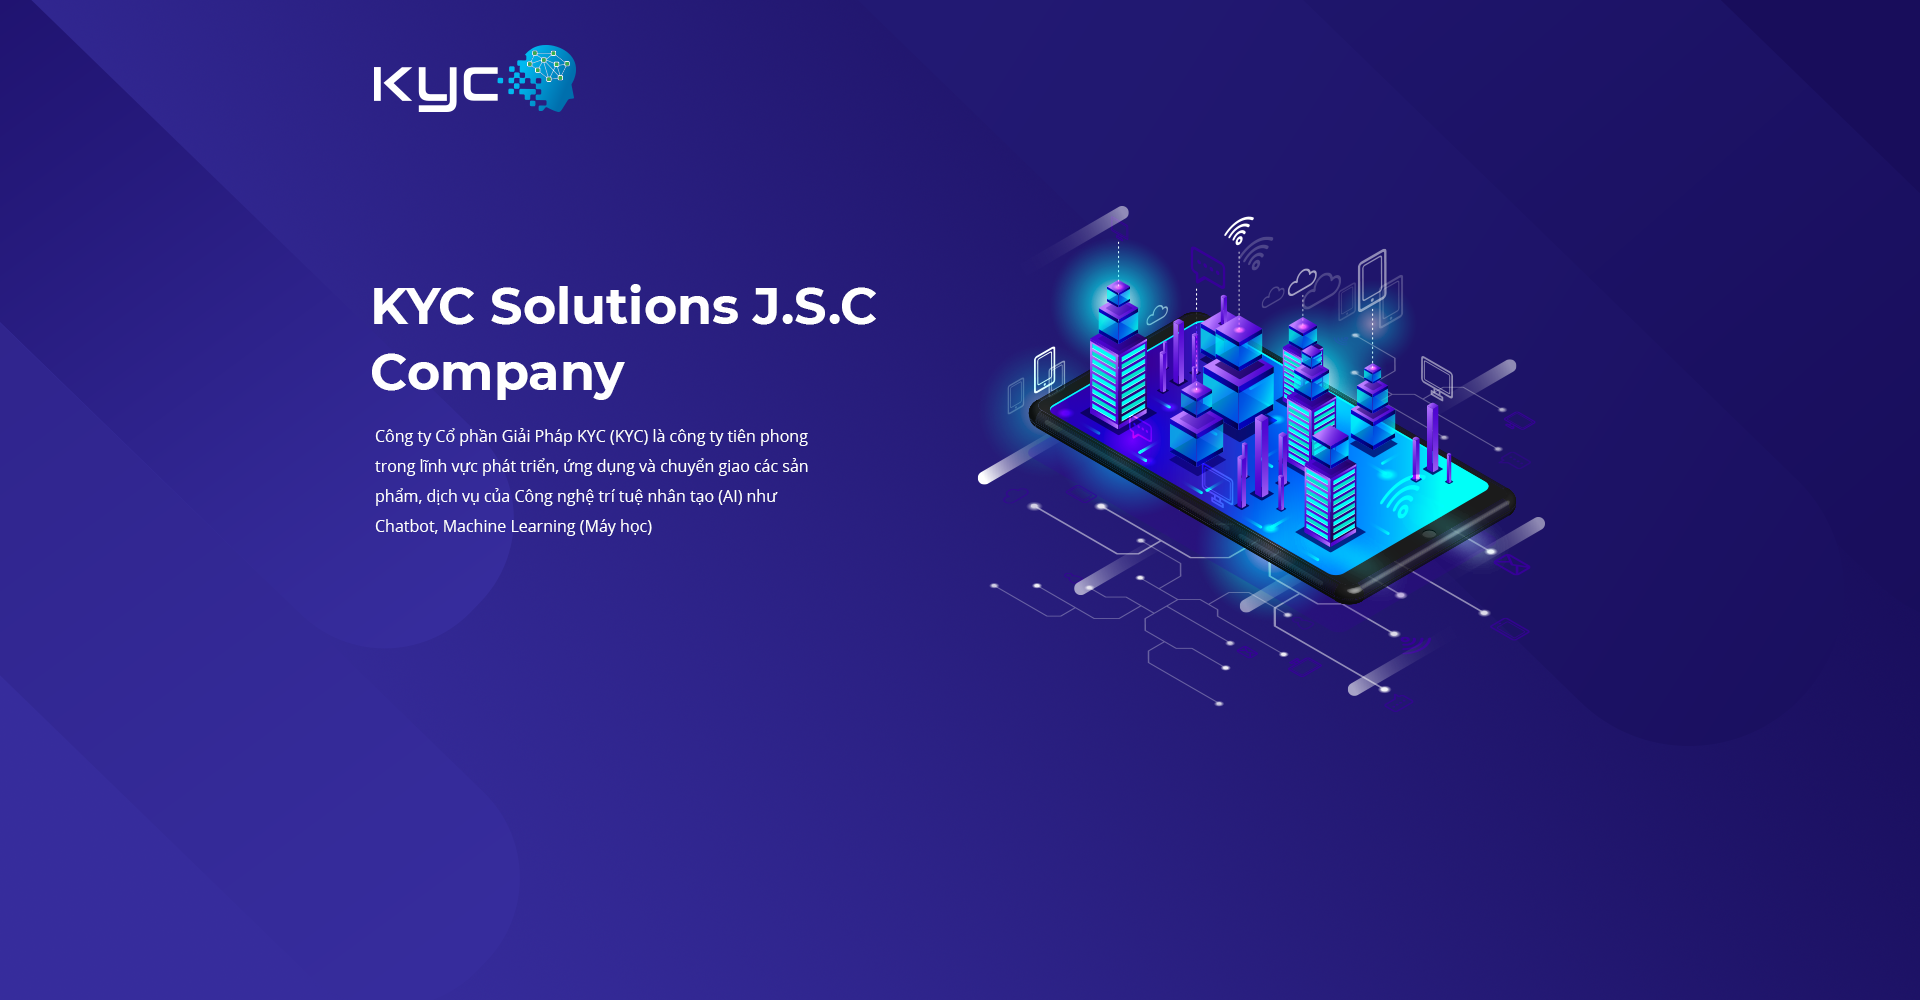 KYC
KYC Solutions J.S.C
Company
Công ty Cổ phần Giải Pháp KYC (KYC) là công ty tiên phong
trong lĩnh vực phát triển, ứng dụng và chuyển giao các sản
phẩm, dịch vụ của Công nghệ trí tuệ nhân tạo (AI) như
Chatbot, Machine Learning (Máy học)